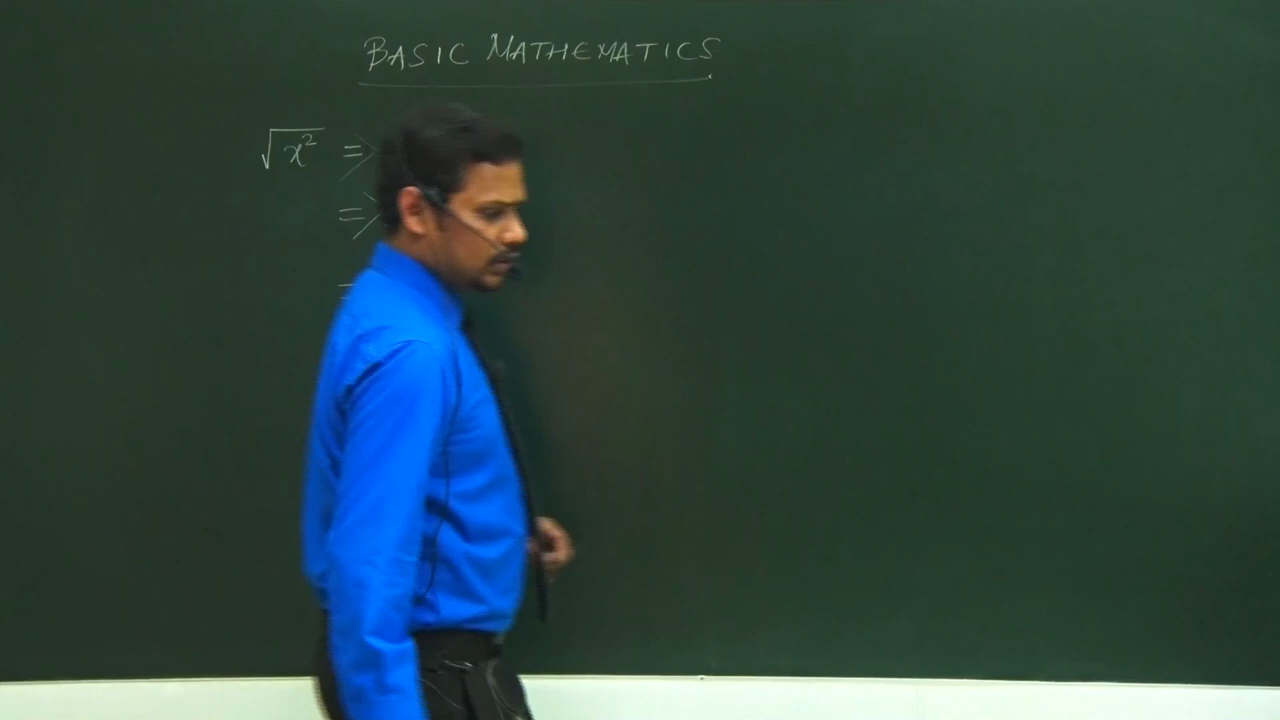 BASIC MATHEMATICS
√x² =>
=>